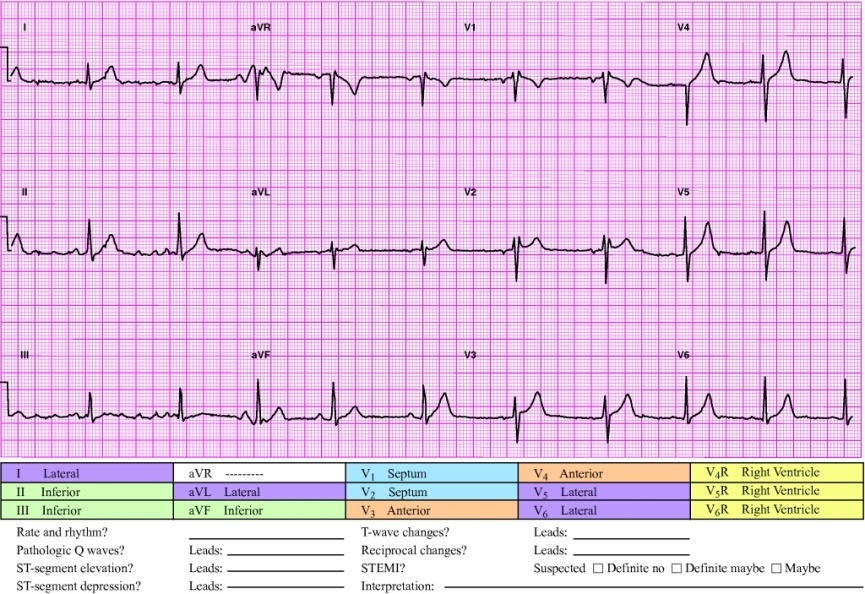 I aVR V1 V4
II aVL V2 V5
III aVF V3 V6
I Lateral aVR --------- V1 Septum V4 Anterior V4R Right Ventricle
II Inferior aVL Lateral V2 Septum V5 Lateral V5R Right Ventricle
III Inferior aVF Inferior V3 Anterior V6 Lateral V6R Right Ventricle
Rate and rhythm? T-wave changes? Leads:
Pathologic Q waves? Leads: Reciprocal changes? Leads:
ST-segment elevation? Leads: STEMI? Suspected □ Definite no □ Definite maybe □ Maybe
ST-segment depression? Leads: Interpretation: